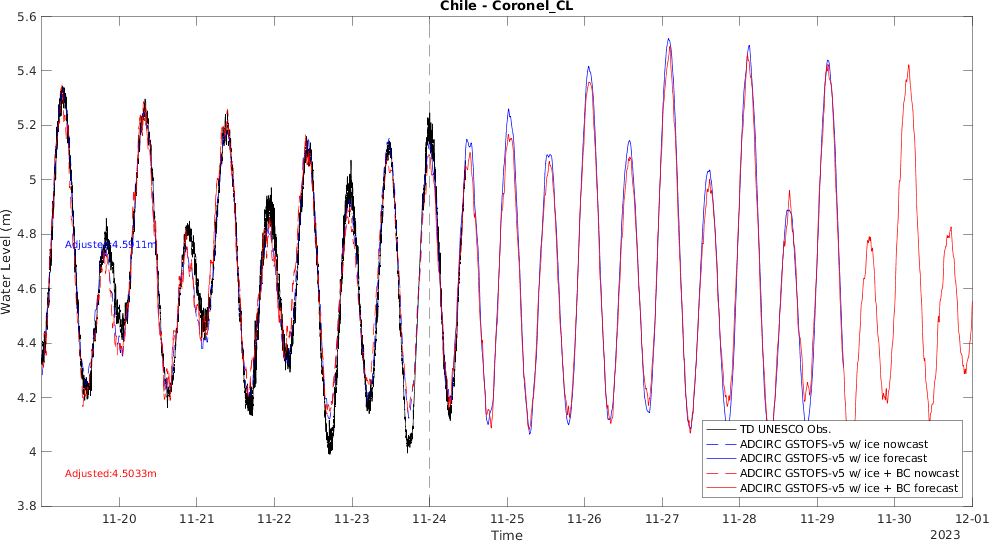 Chile - Coronel_CL
5.6
5.4
5.2
5
4.8
4.6
4.4
4.2
4
3.8
Water Level (m)
Adjusted:4.5911m
Adjusted:4.5033m
TD UNESCO Obs.
ADCIRC GSTOFS-v5 w/ ice nowcast
ADCIRC GSTOFS-v5 w/ ice forecast
ADCIRC GSTOFS-v5 w/ ice + BC nowcast
ADCIRC GSTOFS-v5 w/ ice + BC forecast
11-20 11-21 11-22 11-23 11-24 11-25 11-26 11-27 11-28 11-29 11-30 12-01
Time
2023